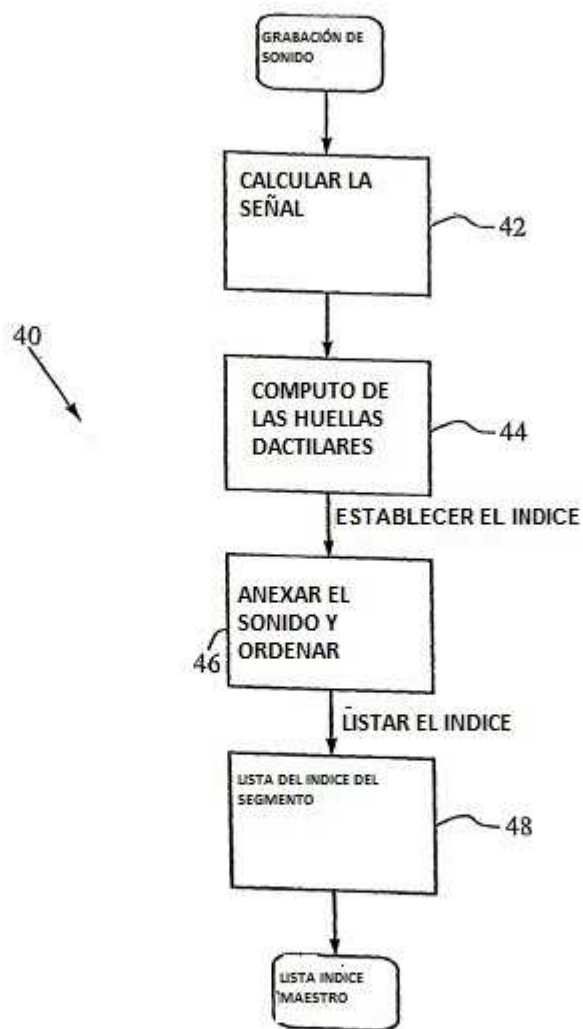 GRABACIÓN DE
SONIDO
CALCULAR LA
SEÑAL
42
40
COMPUTO DE
LAS HUELLAS
DACTILARES
44
ESTABLECER EL INDICE
ANEXAR EL
SONIDO Y
ORDENAR
46
LISTAR EL INDICE
LISTA DEL INDICE DEL
SEGMENTO
48
LISTA INDICE
MAESTRO